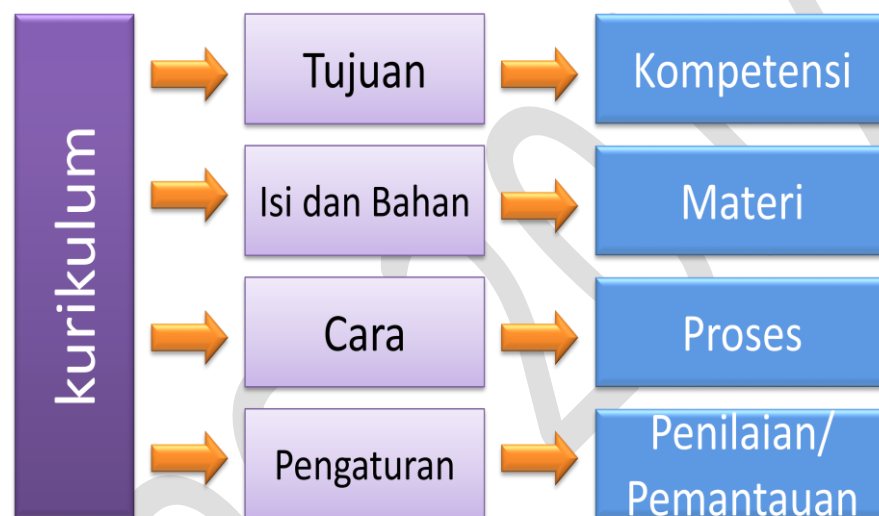 kurikulum
Tujuan
Kompetensi
Isi dan Bahan
Materi
Cara
Proses
Pengaturan
Penilaian/
Pemantauan